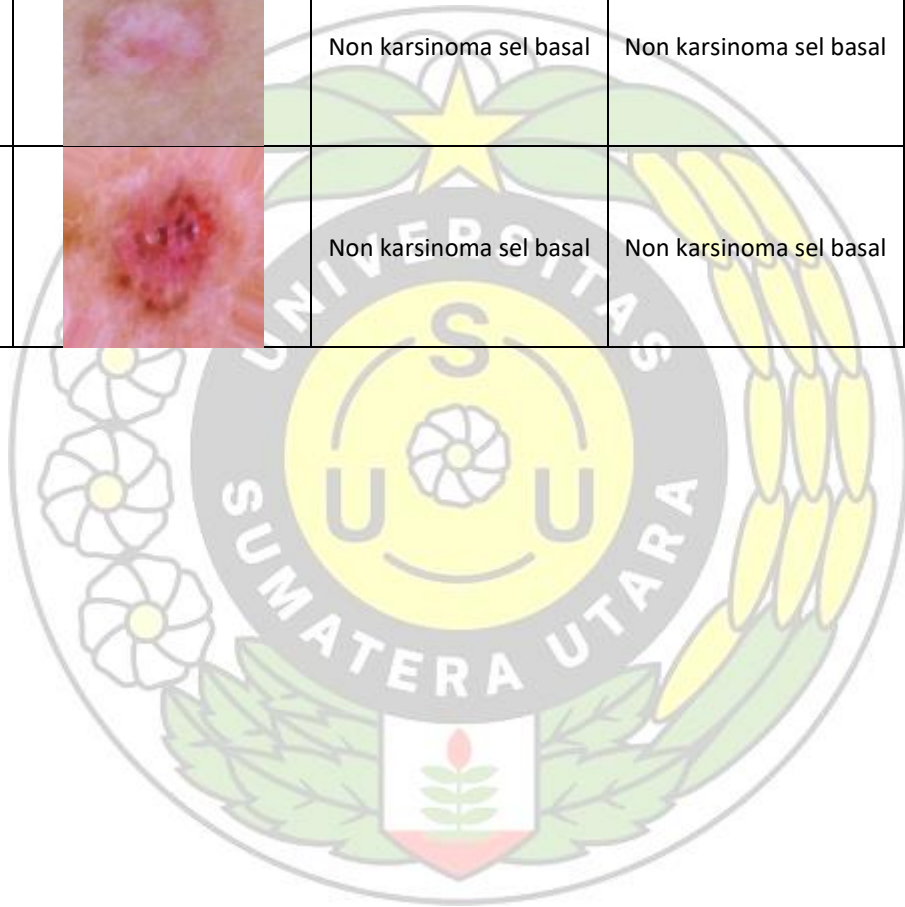 Non karsinoma sel basal Non karsinoma sel basal
Non karsinoma sel basal Non karsinoma sel basal
UNIVERSITAS
S
U U
SUMATERA UTARA